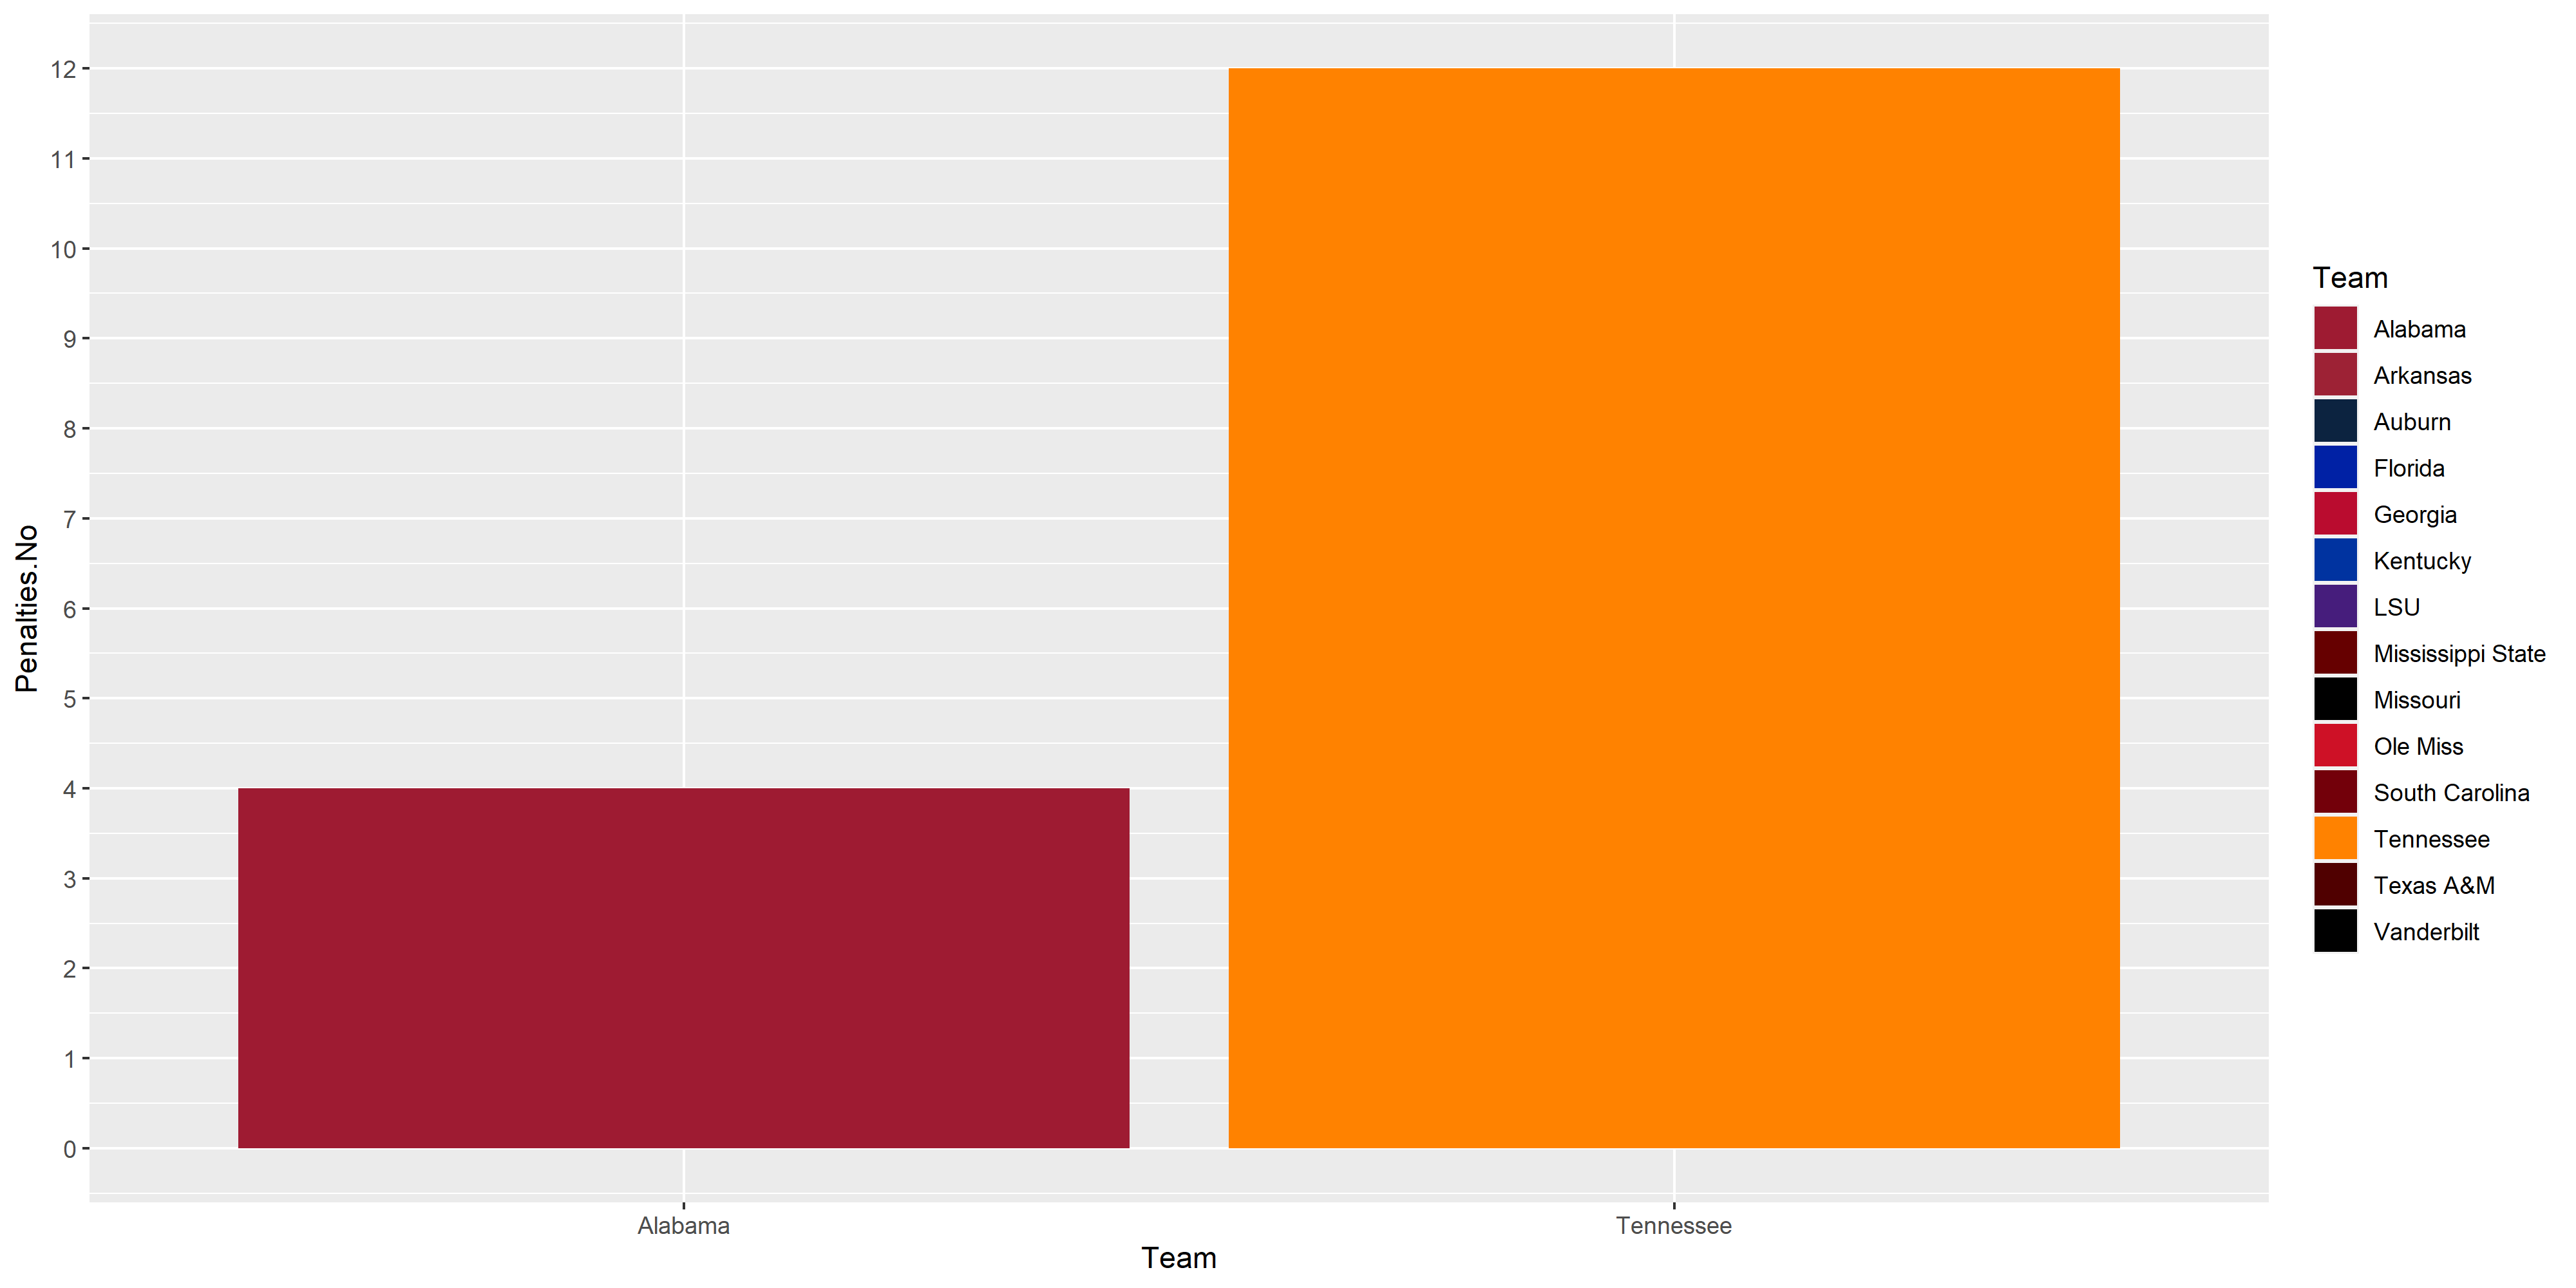 12
11
10
9
8
7
6
5
4
3
2
1
0
Penalties.No
Alabama
Tennessee
Team
Team
Alabama
Arkansas
Auburn
Florida
Georgia
Kentucky
LSU
Mississippi State
Missouri
Ole Miss
South Carolina
Tennessee
Texas A&M
Vanderbilt